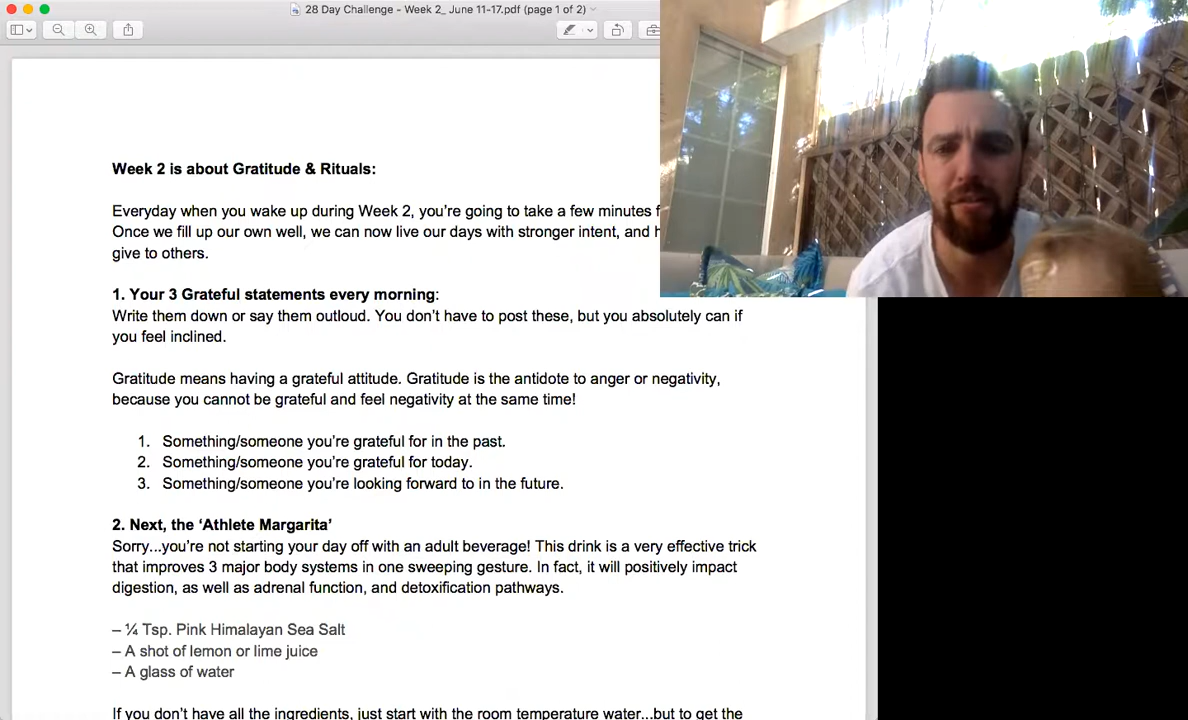 28 Day Challenge - Week 2_ June 11-17.pdf (page 1 of 2)
Week 2 is about Gratitude & Rituals:
Everyday when you wake up during Week 2, you're going to take a few minutes
Once we fill up our own well, we can now live our days with stronger intent, and
give to others.
1. Your 3 Grateful statements every morning:
Write them down or say them outloud. You don't have to post these, but you absolutely can if
you feel inclined.
Gratitude means having a grateful attitude. Gratitude is the antidote to anger or negativity,
because you cannot be grateful and feel negativity at the same time!
1. Something/someone you're grateful for in the past.
2. Something/someone you're grateful for today.
3. Something/someone you're looking forward to in the future.
2. Next, the 'Athlete Margarita'
Sorry...you're not starting your day off with an adult beverage! This drink is a very effective trick
that improves 3 major body systems in one sweeping gesture. In fact, it will positively impact
digestion, as well as adrenal function, and detoxification pathways.
– ¼ Tsp. Pink Himalayan Sea Salt
– A shot of lemon or lime juice
– A glass of water
If you don't have all the ingredients, just start with the room temperature water...but to get the